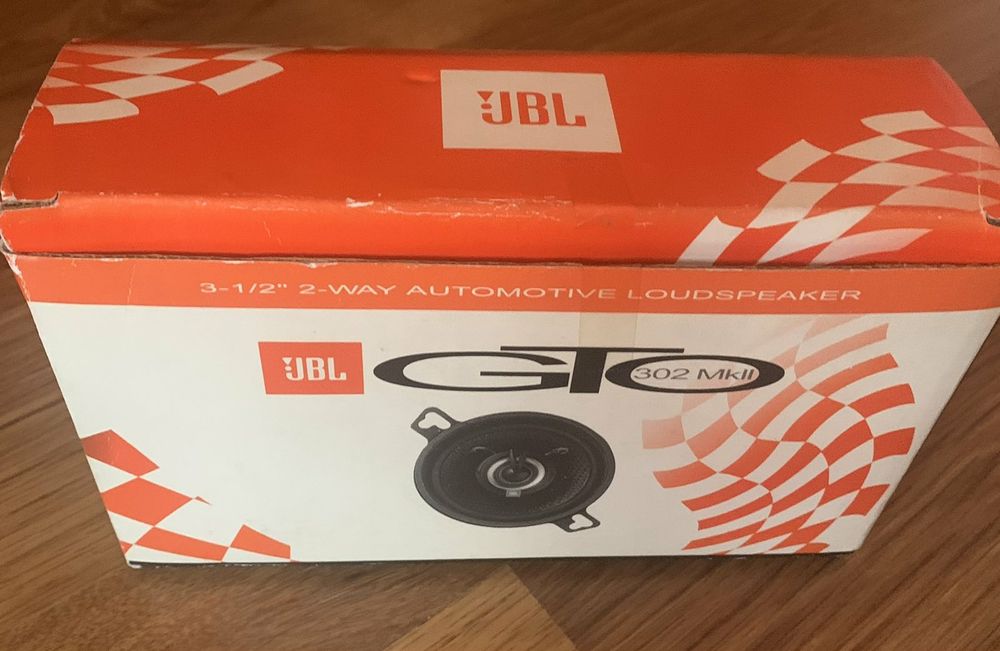 JBL
3-1/2" 2-WAY AUTOMOTIVE LOUDSPEAKER
JBL GTO 302 MkII